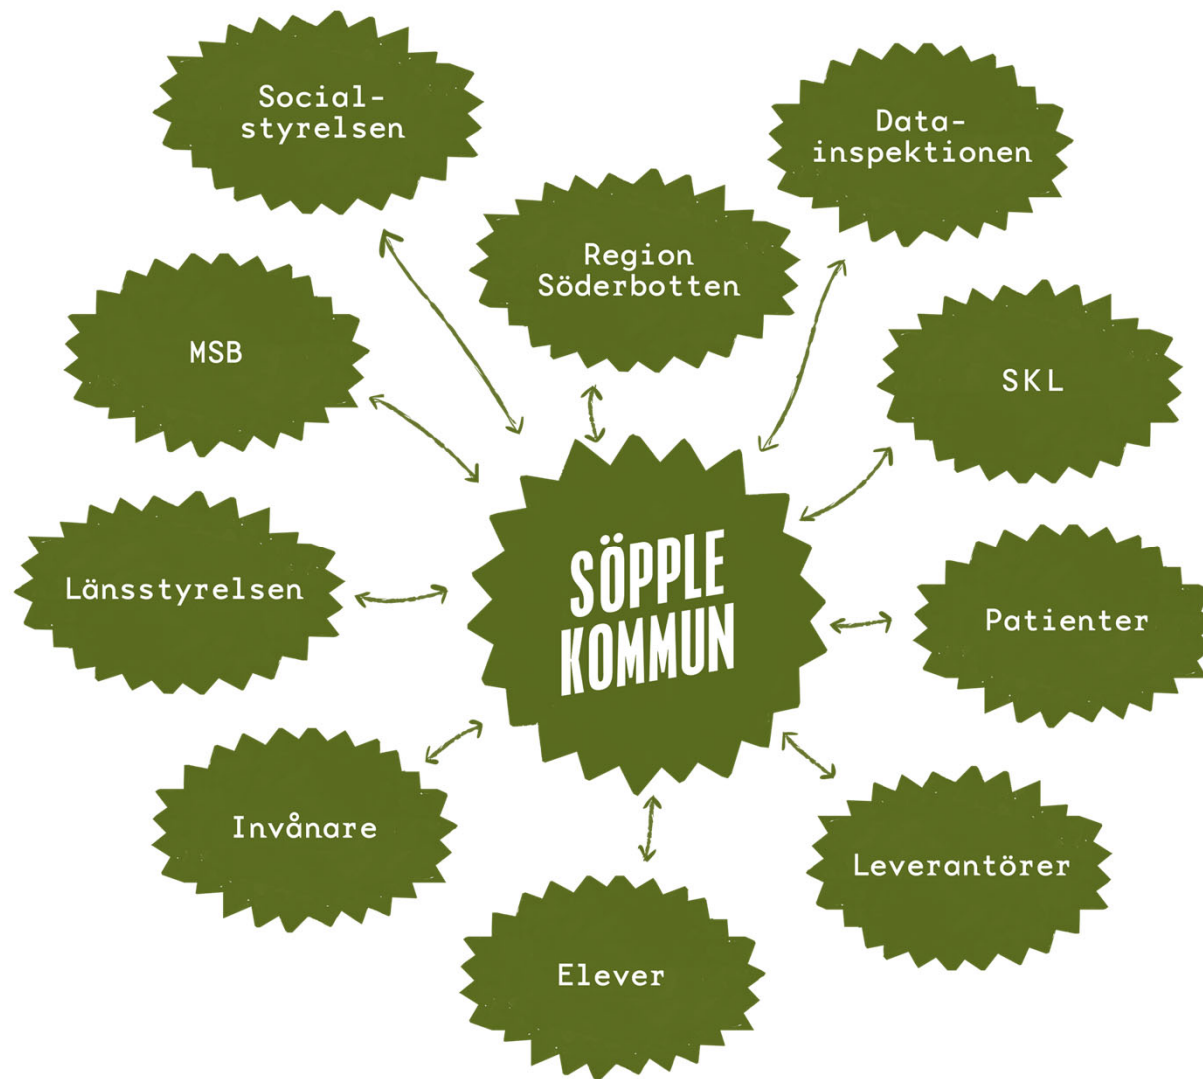 Social-
styrelsen
Data-
inspektionen
Region
Söderbotten
MSB
SKL
SÖPPLE
KOMMUN
Länsstyrelsen
Patienter
Invånare
Leverantörer
Elever